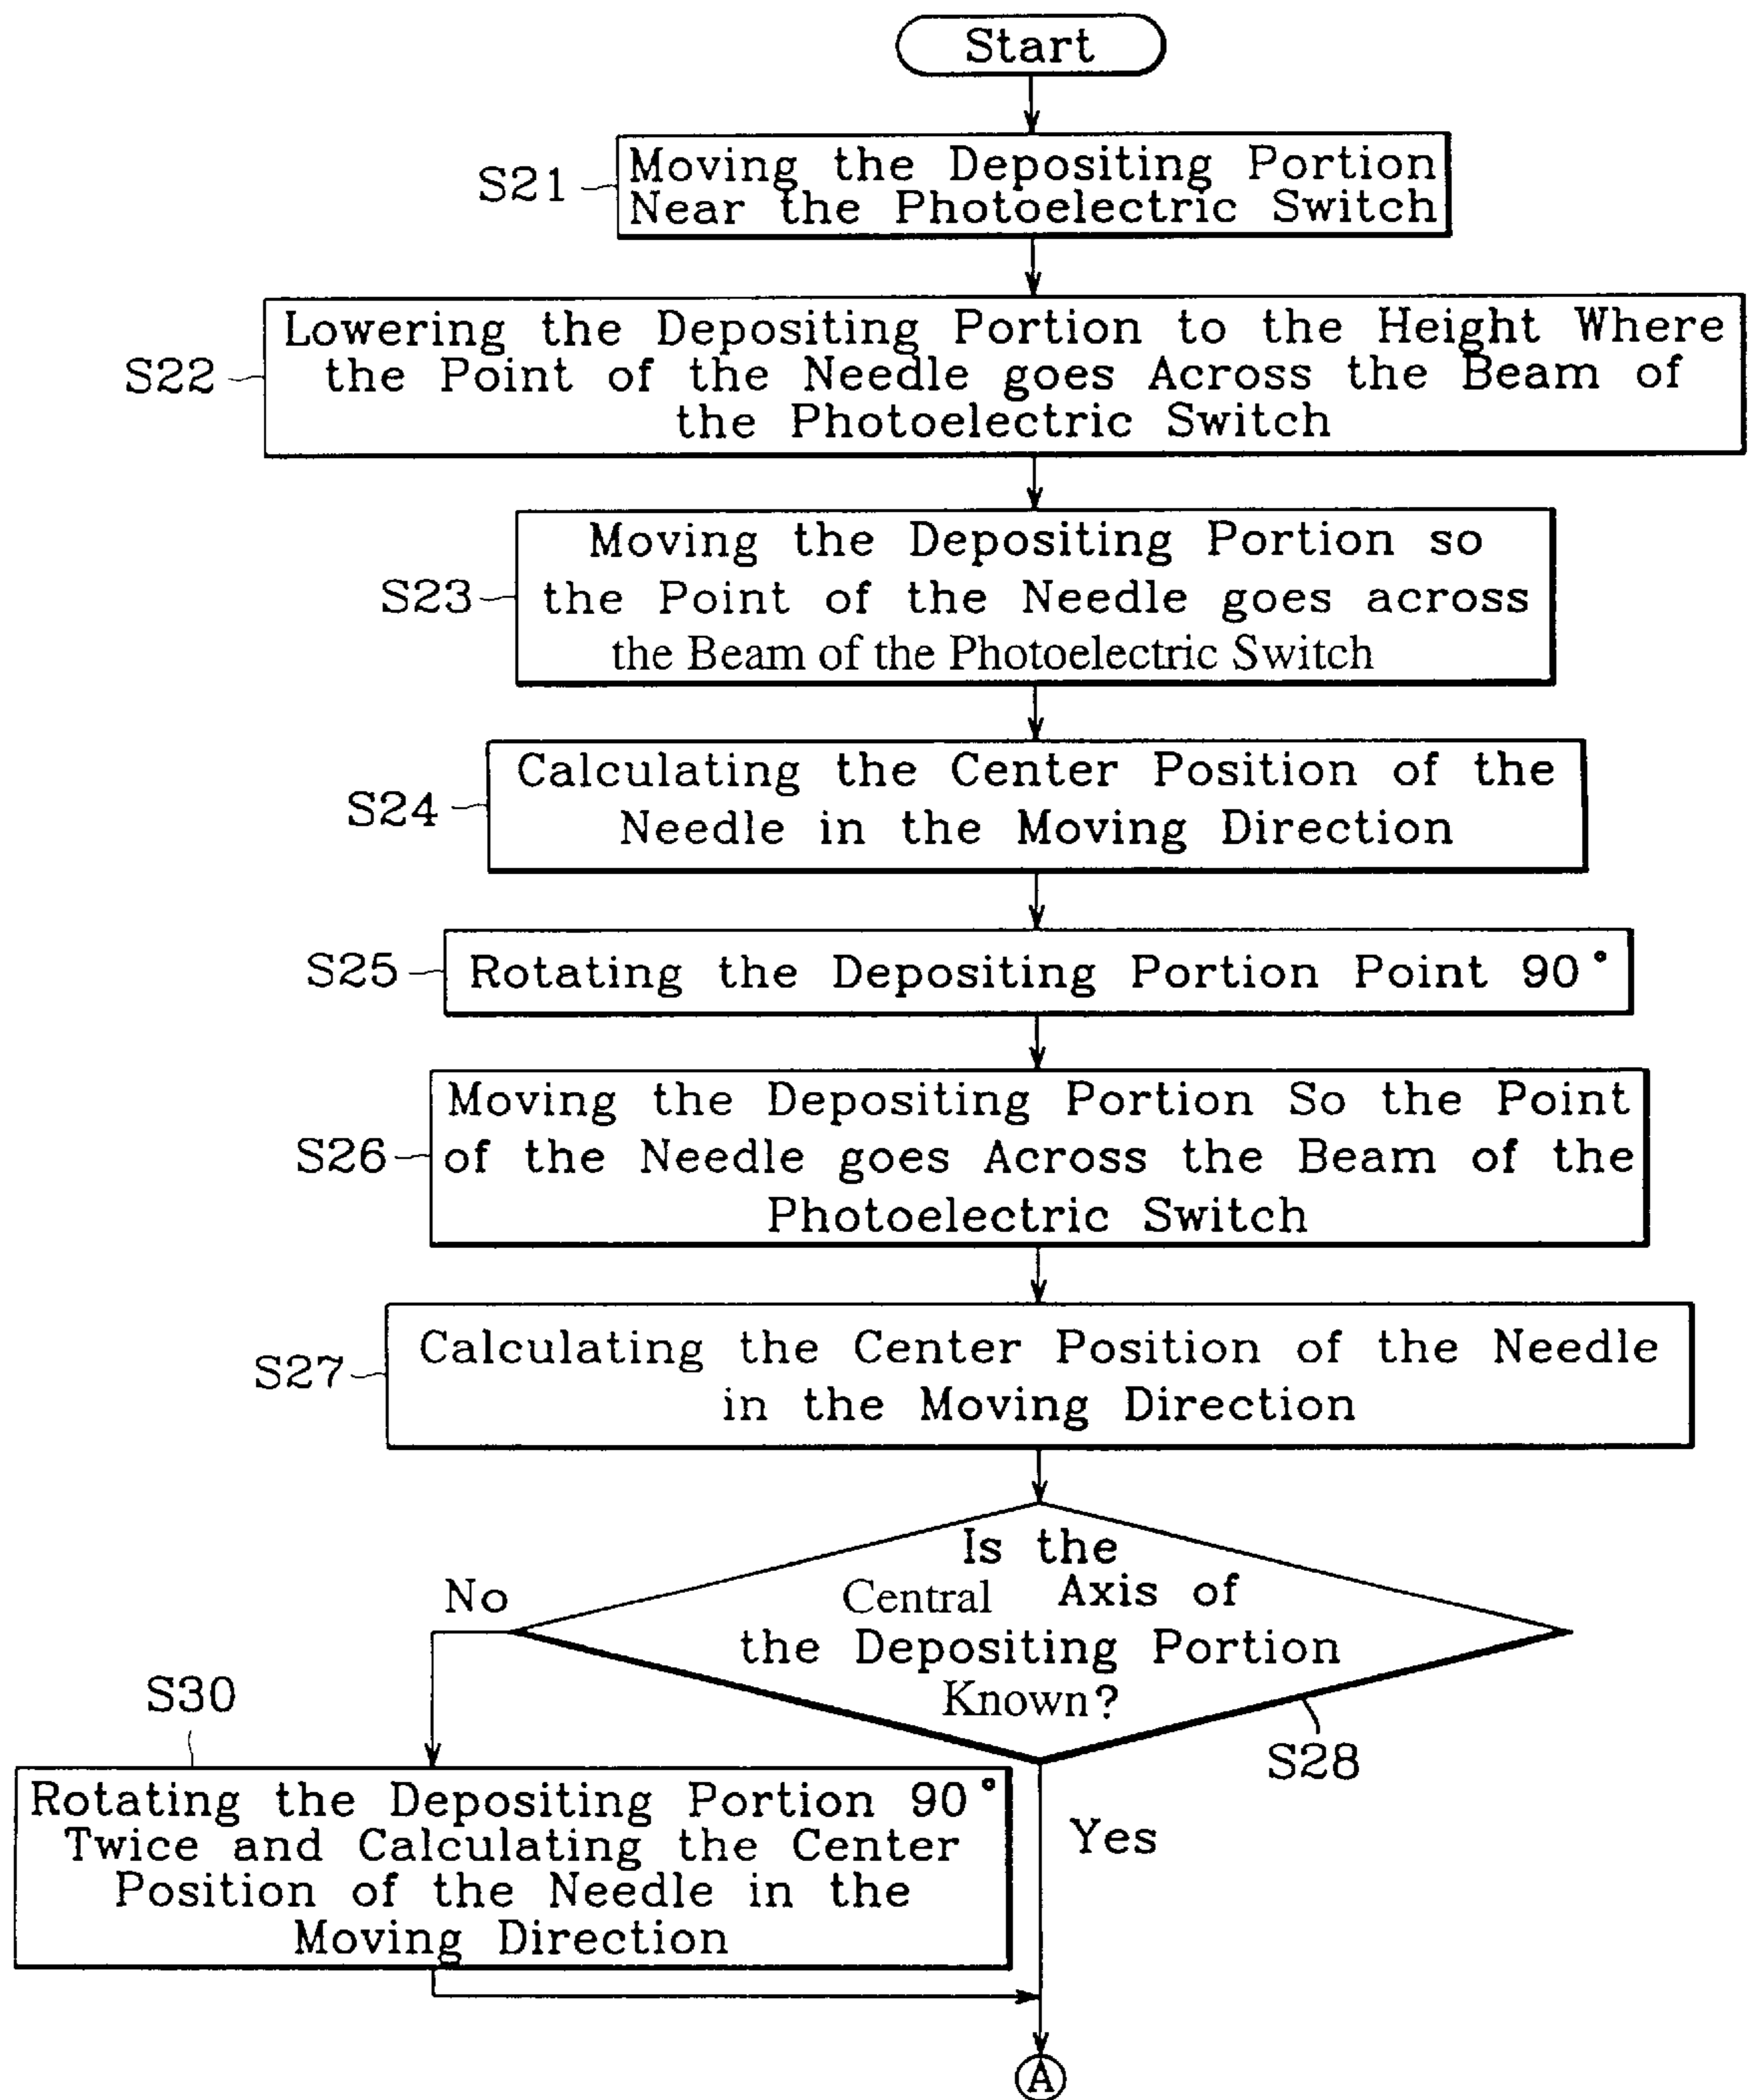 Start
S21
Moving the Depositing Portion
Near the Photoelectric Switch
S22
Lowering the Depositing Portion to the Height Where
the Point of the Needle goes Across the Beam of
the Photoelectric Switch
S23
Moving the Depositing Portion so
the Point of the Needle goes across
the Beam of the Photoelectric Switch
S24
Calculating the Center Position of the
Needle in the Moving Direction
S25
Rotating the Depositing Portion Point 90°
S26
Moving the Depositing Portion So the Point
of the Needle goes Across the Beam of the
Photoelectric Switch
S27
Calculating the Center Position of the Needle
in the Moving Direction
Is the
Central Axis of
the Depositing Portion
Known?
No
S28
S30
Rotating the Depositing Portion 90°
Twice and Calculating the Center
Position of the Needle in the
Moving Direction
Yes
A